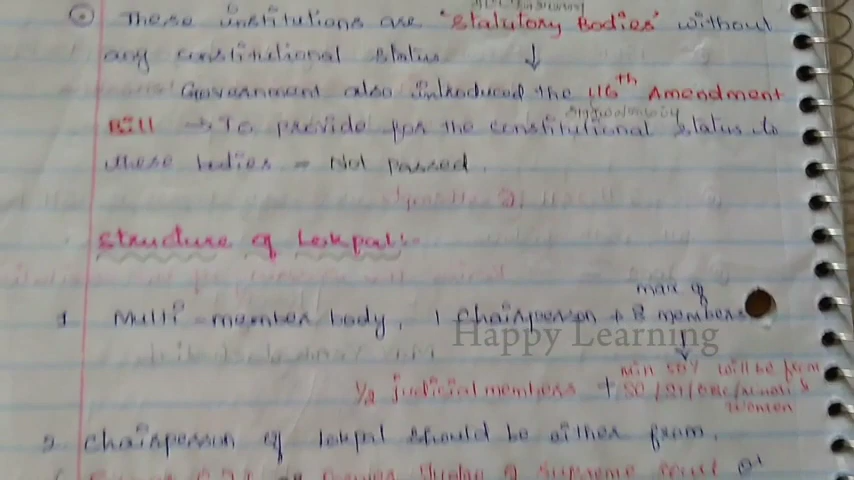 These institutions are 'Statutory Bodies' without
any constitutional status
Government also introduced the 116th Amendment
Bill → To provide for the constitutional status to
these bodies - Not passed.
Structure of Lokpal:-
max of
1 Multi-member body, 1 Chairperson + 8 members
Happy Learning
1/2 judicial members + min 50% will be from
SC/ST/OBC/
Women
2. Chairperson of lokpal should be either from,
Supreme Court